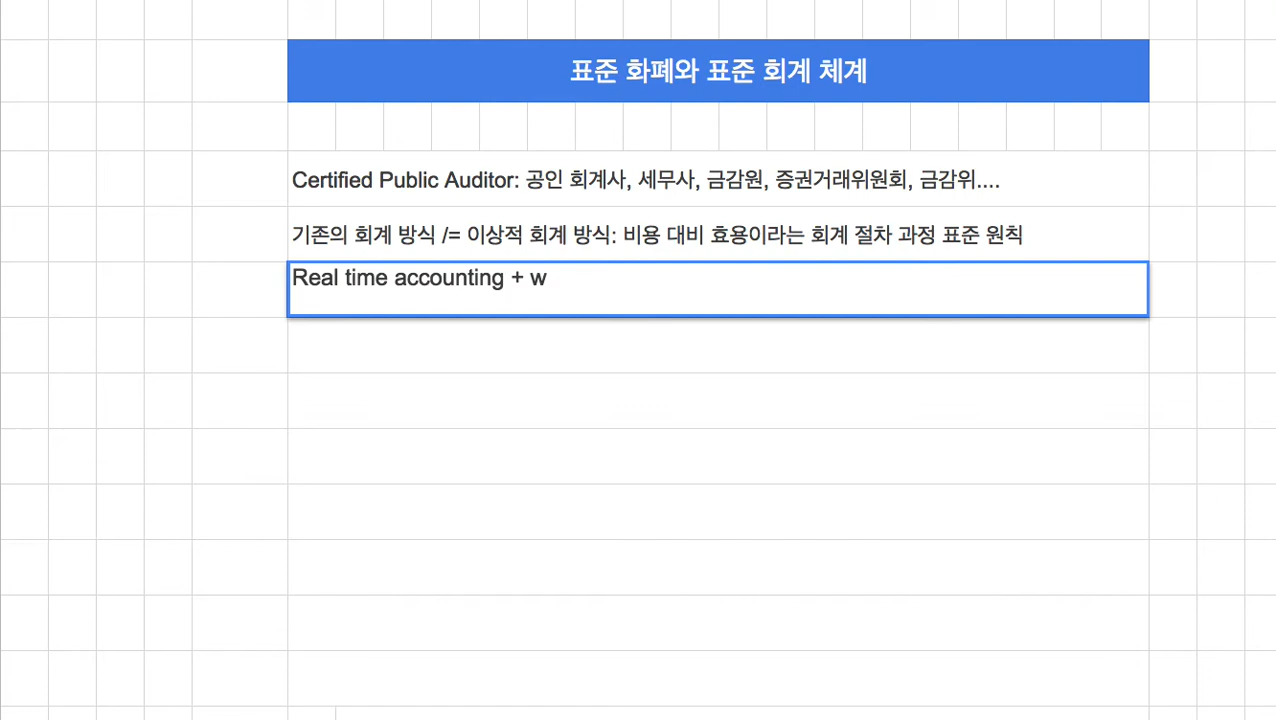 표준 화폐와 표준 회계 체계
Certified Public Auditor: 공인 회계사, 세무사, 금감원, 증권거래위원회, 금감위....
기존의 회계 방식 /= 이상적 회계 방식: 비용 대비 효용이라는 회계 절차 과정 표준 원칙
Real time accounting + w